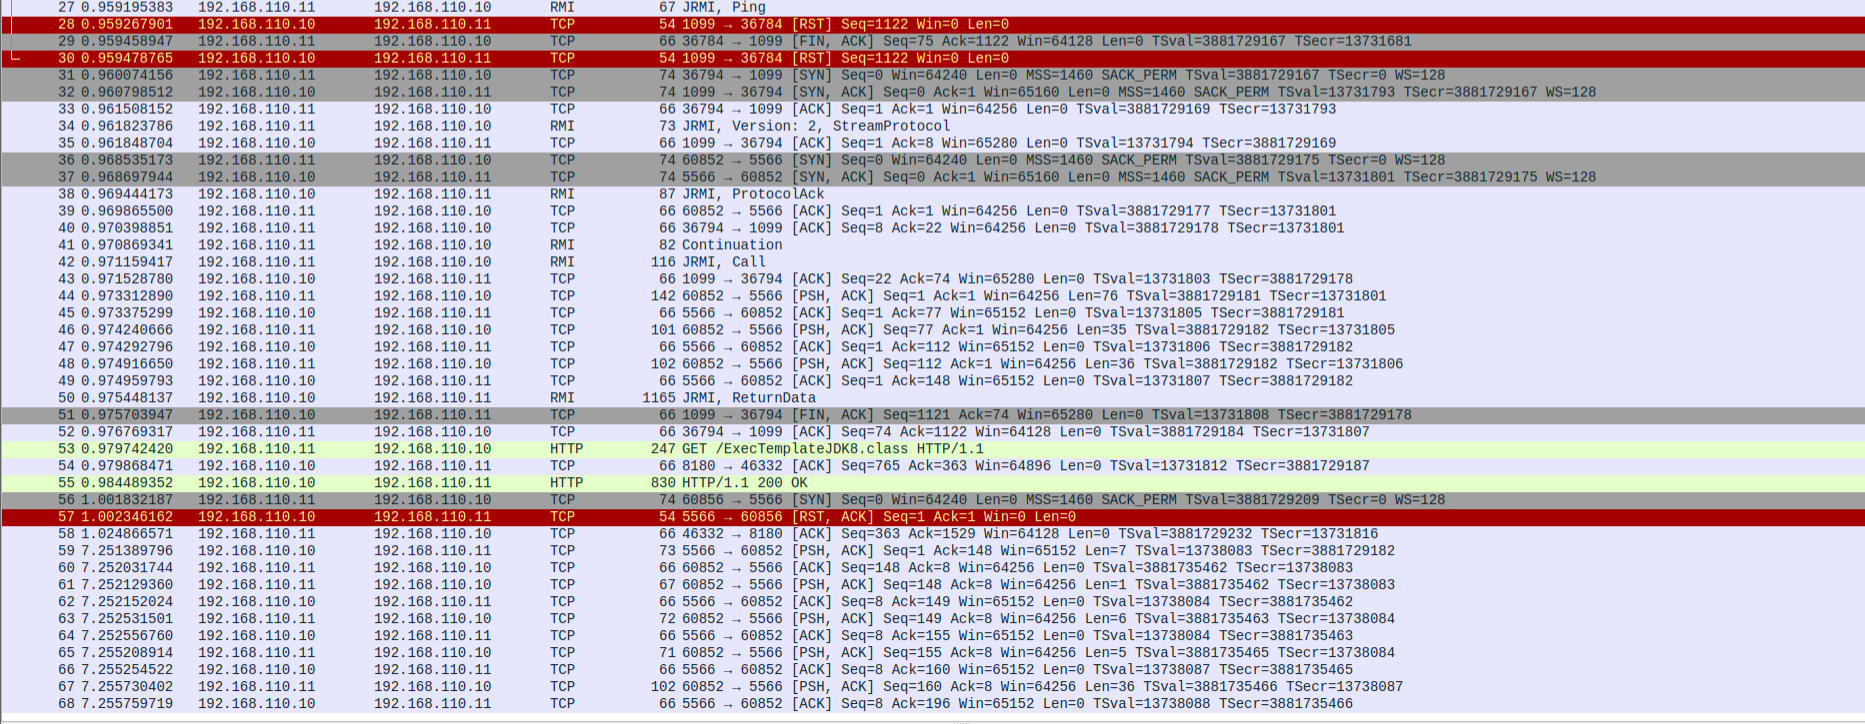 27 0.959195383 192.168.110.11 192.168.110.10 RMI 67 JRMI, Ping
28 0.959267901 192.168.110.10 192.168.110.11 TCP 54 1099 → 36784 [RST] Seq=1122 Win=0 Len=0
29 0.959458947 192.168.110.11 192.168.110.10 TCP 66 36784 → 1099 [FIN, ACK] Seq=75 Ack=1122 Win=64128 Len=0 TSval=3881729167 TSecr=13731681
30 0.959478765 192.168.110.10 192.168.110.11 TCP 54 1099 → 36784 [RST] Seq=1122 Win=0 Len=0
31 0.960074156 192.168.110.11 192.168.110.10 TCP 74 36794 → 1099 [SYN] Seq=0 Win=64240 Len=0 MSS=1460 SACK_PERM TSval=3881729167 TSecr=0 WS=128
32 0.960798512 192.168.110.10 192.168.110.11 TCP 74 1099 → 36794 [SYN, ACK] Seq=0 Ack=1 Win=65160 Len=0 MSS=1460 SACK_PERM TSval=13731793 TSecr=3881729167 WS=128
33 0.961508152 192.168.110.11 192.168.110.10 TCP 66 36794 → 1099 [ACK] Seq=1 Ack=1 Win=64256 Len=0 TSval=3881729169 TSecr=13731793
34 0.961823786 192.168.110.11 192.168.110.10 RMI 73 JRMI, Version: 2, StreamProtocol
35 0.961848704 192.168.110.10 192.168.110.11 TCP 66 1099 → 36794 [ACK] Seq=1 Ack=8 Win=65280 Len=0 TSval=13731794 TSecr=3881729169
36 0.968535173 192.168.110.11 192.168.110.10 TCP 74 60852 → 5566 [SYN] Seq=0 Win=64240 Len=0 MSS=1460 SACK_PERM TSval=3881729175 TSecr=0 WS=128
37 0.968697944 192.168.110.10 192.168.110.11 TCP 74 5566 → 60852 [SYN, ACK] Seq=0 Ack=1 Win=65160 Len=0 MSS=1460 SACK_PERM TSval=13731801 TSecr=3881729175 WS=128
38 0.969444173 192.168.110.10 192.168.110.11 RMI 87 JRMI, ProtocolAck
39 0.969865500 192.168.110.11 192.168.110.10 TCP 66 60852 → 5566 [ACK] Seq=1 Ack=1 Win=64256 Len=0 TSval=3881729177 TSecr=13731801
40 0.970398851 192.168.110.11 192.168.110.10 TCP 66 36794 → 1099 [ACK] Seq=8 Ack=22 Win=64256 Len=0 TSval=3881729178 TSecr=13731801
41 0.970869341 192.168.110.11 192.168.110.10 RMI 82 Continuation
42 0.971159417 192.168.110.11 192.168.110.10 RMI 116 JRMI, Call
43 0.971528780 192.168.110.10 192.168.110.11 TCP 66 1099 → 36794 [ACK] Seq=22 Ack=74 Win=65280 Len=0 TSval=13731803 TSecr=3881729178
44 0.973312890 192.168.110.11 192.168.110.10 TCP 142 60852 → 5566 [PSH, ACK] Seq=1 Ack=1 Win=64256 Len=76 TSval=3881729181 TSecr=13731801
45 0.973375299 192.168.110.10 192.168.110.11 TCP 66 5566 → 60852 [ACK] Seq=1 Ack=77 Win=65152 Len=0 TSval=13731805 TSecr=3881729181
46 0.974240666 192.168.110.11 192.168.110.10 TCP 101 60852 → 5566 [PSH, ACK] Seq=77 Ack=1 Win=64256 Len=35 TSval=3881729182 TSecr=13731805
47 0.974292796 192.168.110.10 192.168.110.11 TCP 66 5566 → 60852 [ACK] Seq=1 Ack=112 Win=65152 Len=0 TSval=13731806 TSecr=3881729182
48 0.974916650 192.168.110.11 192.168.110.10 TCP 102 60852 → 5566 [PSH, ACK] Seq=112 Ack=1 Win=64256 Len=36 TSval=3881729182 TSecr=13731806
49 0.974959793 192.168.110.10 192.168.110.11 TCP 66 5566 → 60852 [ACK] Seq=1 Ack=148 Win=65152 Len=0 TSval=13731807 TSecr=3881729182
50 0.975448137 192.168.110.10 192.168.110.11 RMI 1165 JRMI, ReturnData
51 0.975703947 192.168.110.10 192.168.110.11 TCP 66 1099 → 36794 [FIN, ACK] Seq=1121 Ack=74 Win=65280 Len=0 TSval=13731808 TSecr=3881729178
52 0.976769317 192.168.110.11 192.168.110.10 TCP 66 36794 → 1099 [ACK] Seq=74 Ack=1122 Win=64128 Len=0 TSval=3881729184 TSecr=13731807
53 0.979742420 192.168.110.11 192.168.110.10 HTTP 247 GET /ExecTemplateJDK8.class HTTP/1.1
54 0.979868471 192.168.110.10 192.168.110.11 TCP 66 8180 → 46332 [ACK] Seq=765 Ack=363 Win=64896 Len=0 TSval=13731812 TSecr=3881729187
55 0.984489352 192.168.110.10 192.168.110.11 HTTP 830 HTTP/1.1 200 OK
56 1.001832187 192.168.110.11 192.168.110.10 TCP 74 60856 → 5566 [SYN] Seq=0 Win=64240 Len=0 MSS=1460 SACK_PERM TSval=3881729209 TSecr=0 WS=128
57 1.002346162 192.168.110.10 192.168.110.11 TCP 54 5566 → 60856 [RST, ACK] Seq=1 Ack=1 Win=0 Len=0
58 1.024866571 192.168.110.11 192.168.110.10 TCP 66 46332 → 8180 [ACK] Seq=363 Ack=1529 Win=64128 Len=0 TSval=3881729232 TSecr=13731816
59 7.251389796 192.168.110.10 192.168.110.11 TCP 73 5566 → 60852 [PSH, ACK] Seq=1 Ack=148 Win=65152 Len=7 TSval=13738083 TSecr=3881729182
60 7.252031744 192.168.110.11 192.168.110.10 TCP 66 60852 → 5566 [ACK] Seq=148 Ack=8 Win=64256 Len=0 TSval=3881735462 TSecr=13738083
61 7.252129360 192.168.110.11 192.168.110.10 TCP 67 60852 → 5566 [PSH, ACK] Seq=148 Ack=8 Win=64256 Len=1 TSval=3881735462 TSecr=13738083
62 7.252152024 192.168.110.10 192.168.110.11 TCP 66 5566 → 60852 [ACK] Seq=8 Ack=149 Win=65152 Len=0 TSval=13738084 TSecr=3881735462
63 7.252531501 192.168.110.11 192.168.110.10 TCP 72 60852 → 5566 [PSH, ACK] Seq=149 Ack=8 Win=64256 Len=6 TSval=3881735463 TSecr=13738084
64 7.252556760 192.168.110.10 192.168.110.11 TCP 66 5566 → 60852 [ACK] Seq=8 Ack=155 Win=65152 Len=0 TSval=13738084 TSecr=3881735463
65 7.255208914 192.168.110.11 192.168.110.10 TCP 71 60852 → 5566 [PSH, ACK] Seq=155 Ack=8 Win=64256 Len=5 TSval=3881735465 TSecr=13738084
66 7.255254522 192.168.110.10 192.168.110.11 TCP 66 5566 → 60852 [ACK] Seq=8 Ack=160 Win=65152 Len=0 TSval=13738087 TSecr=3881735465
67 7.255730402 192.168.110.11 192.168.110.10 TCP 102 60852 → 5566 [PSH, ACK] Seq=160 Ack=8 Win=64256 Len=36 TSval=3881735466 TSecr=13738087
68 7.255759719 192.168.110.10 192.168.110.11 TCP 66 5566 → 60852 [ACK] Seq=8 Ack=196 Win=65152 Len=0 TSval=13738088 TSecr=3881735466